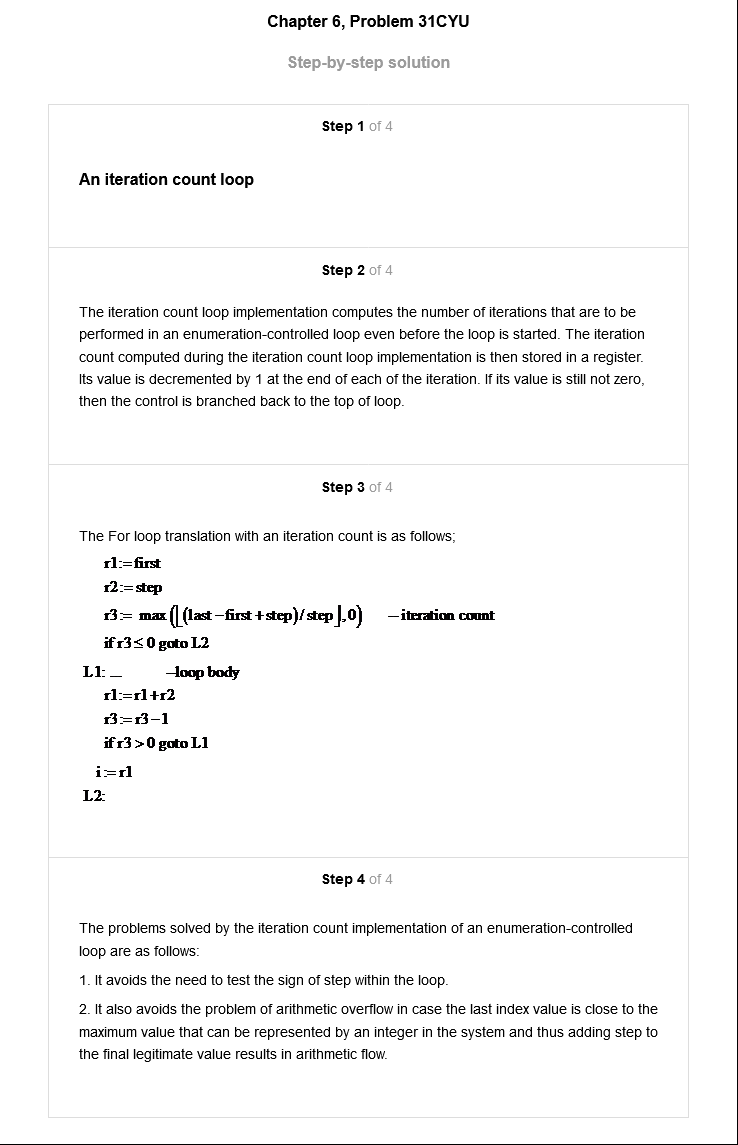 Chapter 6, Problem 31CYU
Step-by-step solution
Step 1 of 4
An iteration count loop
Step 2 of 4
The iteration count loop implementation computes the number of iterations that are to be
performed in an enumeration-controlled loop even before the loop is started. The iteration
count computed during the iteration count loop implementation is then stored in a register.
Its value is decremented by 1 at the end of each of the iteration. If its value is still not zero,
then the control is branched back to the top of loop.
Step 3 of 4
The For loop translation with an iteration count is as follows;
r1:=first
r2:=step
r3:= max(⌊(last−first+step)/step⌋,0) −iteration count
if r3≤0 goto L2
L1: _ −loop body
r1:=r1+r2
r3:=r3−1
if r3>0 goto L1
i:=r1
L2:
Step 4 of 4
The problems solved by the iteration count implementation of an enumeration-controlled
loop are as follows:
1. It avoids the need to test the sign of step within the loop.
2. It also avoids the problem of arithmetic overflow in case the last index value is close to the
maximum value that can be represented by an integer in the system and thus adding step to
the final legitimate value results in arithmetic flow.